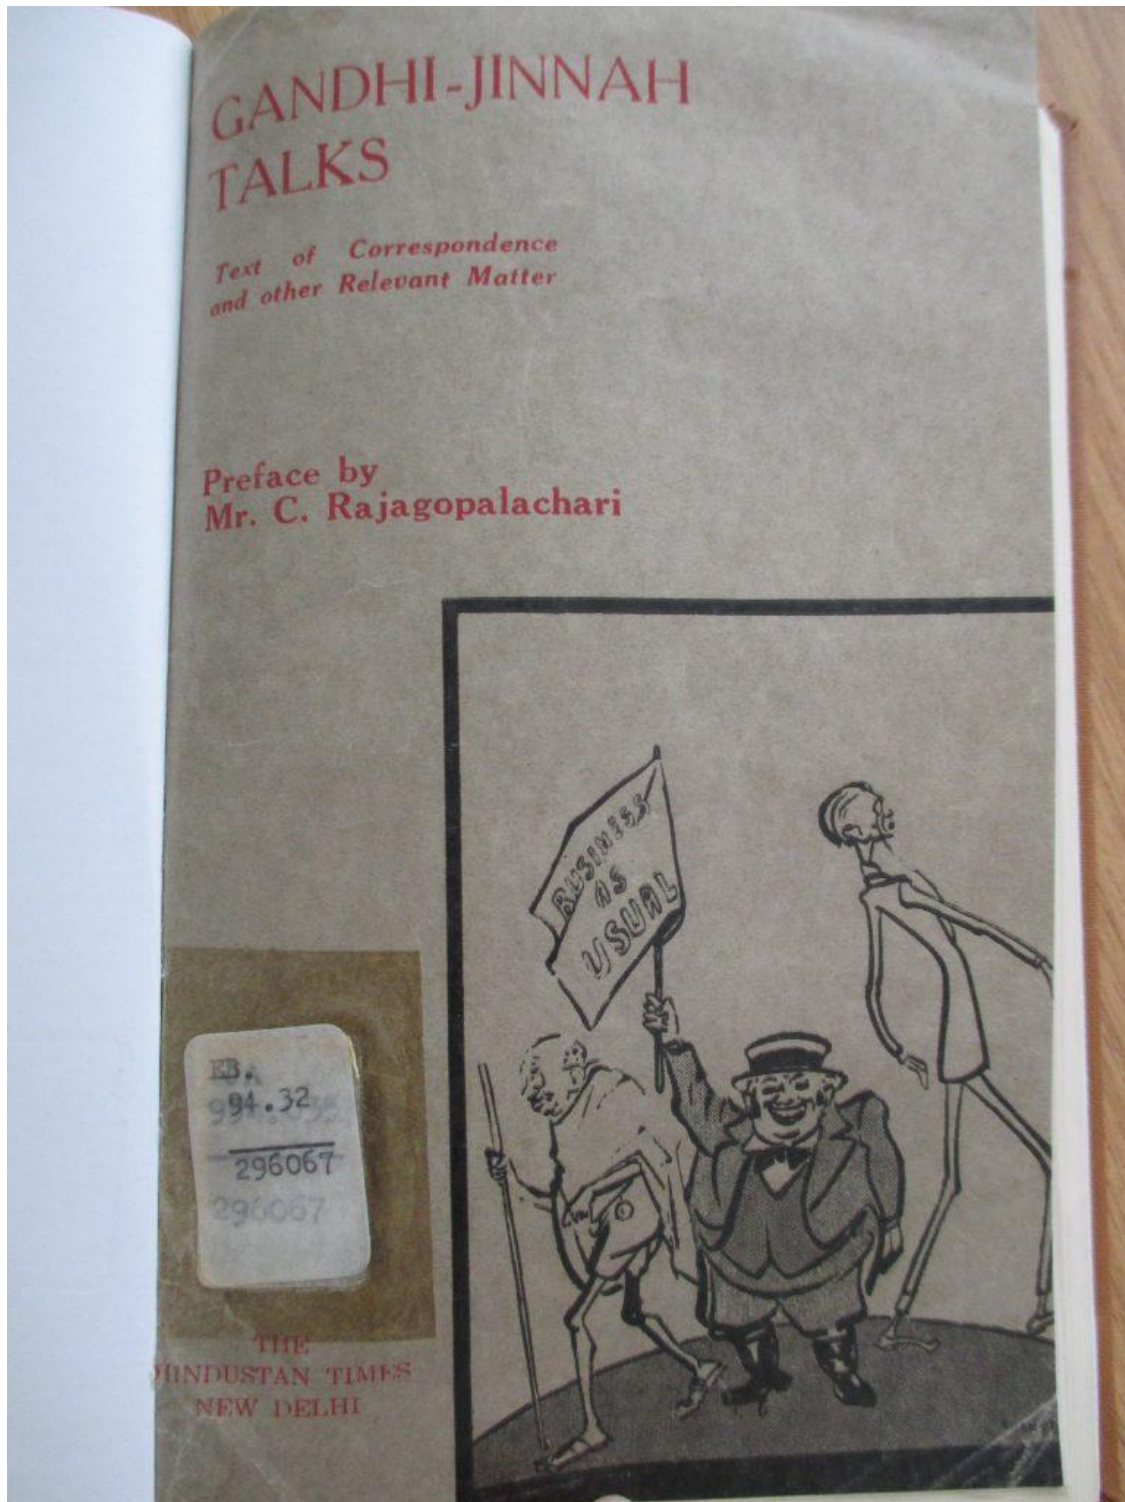 GANDHI-JINNAH
TALKS
Text of Correspondence
and other Relevant Matter
Preface by
Mr. C. Rajagopalachari
BUSINESS
AS
USUAL
EB.
94.32
296067
296067
THE
HINDUSTAN TIMES
NEW DELHI